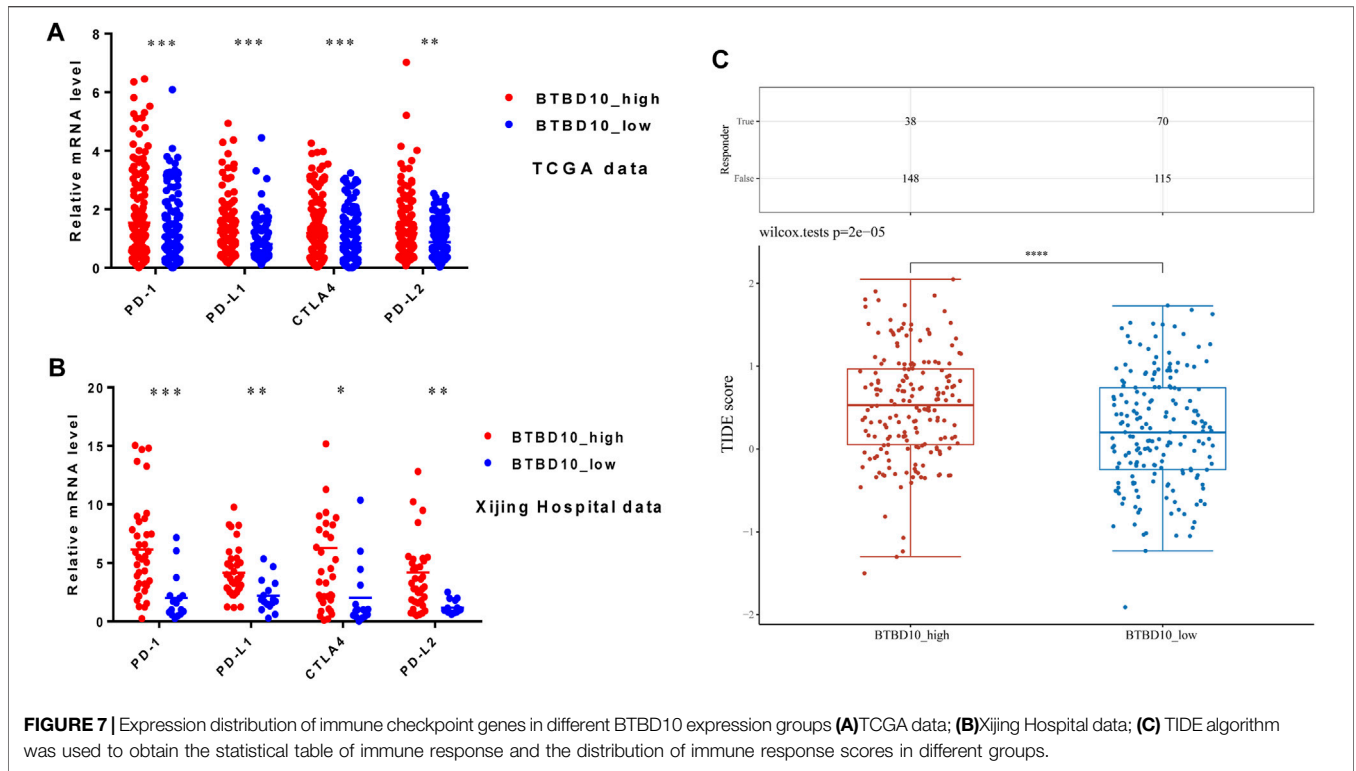 A
Relative mRNA level
8
6
4
2
0
*** *** *** **
PD-1 PD-L1 CTLA4 PD-L2
BTBD10_high
BTBD10_low
TCGA data
B
Relative mRNA level
20
15
10
5
0
*** ** * **
PD-1 PD-L1 CTLA4 PD-L2
BTBD10_high
BTBD10_low
Xijing Hospital data
C
Responder
True 38 70
False 148 115
wilcox.tests p=2e−05
****
TIDE score
2
1
0
−1
−2
BTBD10_high BTBD10_low
FIGURE 7 | Expression distribution of immune checkpoint genes in different BTBD10 expression groups (A)TCGA data; (B)Xijing Hospital data; (C) TIDE algorithm
was used to obtain the statistical table of immune response and the distribution of immune response scores in different groups.